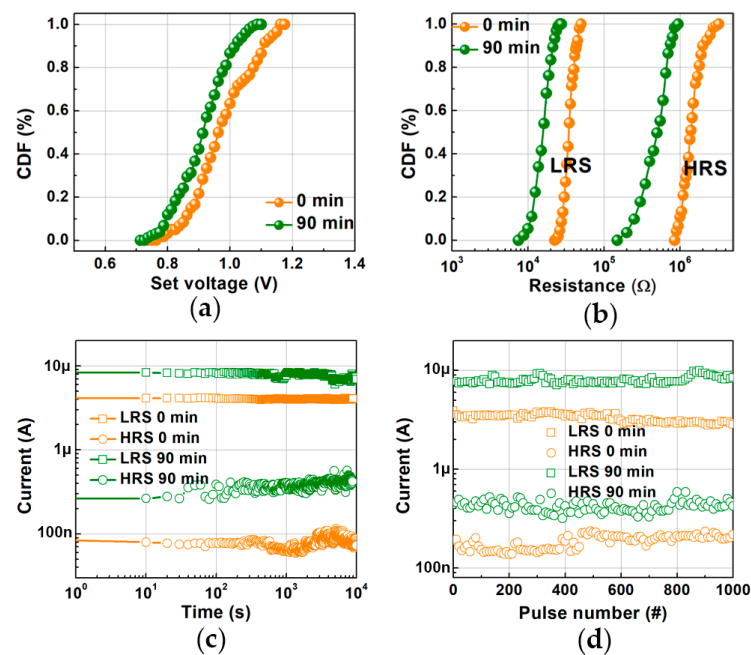 1.0
0.8
0.6
0.4
0.2
0.0
CDF (%)
0 min
90 min
0.6 0.8 1.0 1.2 1.4
Set voltage (V)
(a)
0 min
90 min
1.0
0.8
0.6
0.4
0.2
0.0
CDF (%)
LRS HRS
10³ 10⁴ 10⁵ 10⁶
Resistance (Ω)
(b)
10μ
1μ
100n
Current (A)
LRS 0 min
HRS 0 min
LRS 90 min
HRS 90 min
10⁰ 10¹ 10² 10³ 10⁴
Time (s)
(c)
10μ
1μ
100n
Current (A)
LRS 0 min
HRS 0 min
LRS 90 min
HRS 90 min
0 200 400 600 800 1000
Pulse number (#)
(d)